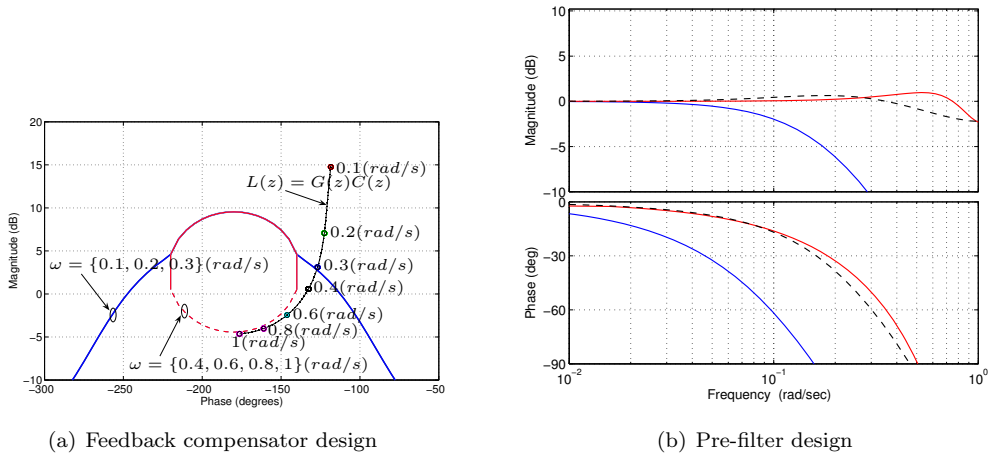 20
15
10
5
0
−5
−10
−300
−250
−200
−150
−100
−50
Magnitude (dB)
Phase (degrees)
0.1(rad/s)
L(z) = G(z)C(z)
0.2(rad/s)
0.3(rad/s)
ω = {0.1, 0.2, 0.3}(rad/s)
0.4(rad/s)
0.6(rad/s)
0.8(rad/s)
1(rad/s)
ω = {0.4, 0.6, 0.8, 1}(rad/s)
(a) Feedback compensator design
10
5
0
−5
−10
Magnitude (dB)
0
−30
−60
−90
Phase (deg)
10⁻²
10⁻¹
10⁰
Frequency (rad/sec)
(b) Pre-filter design